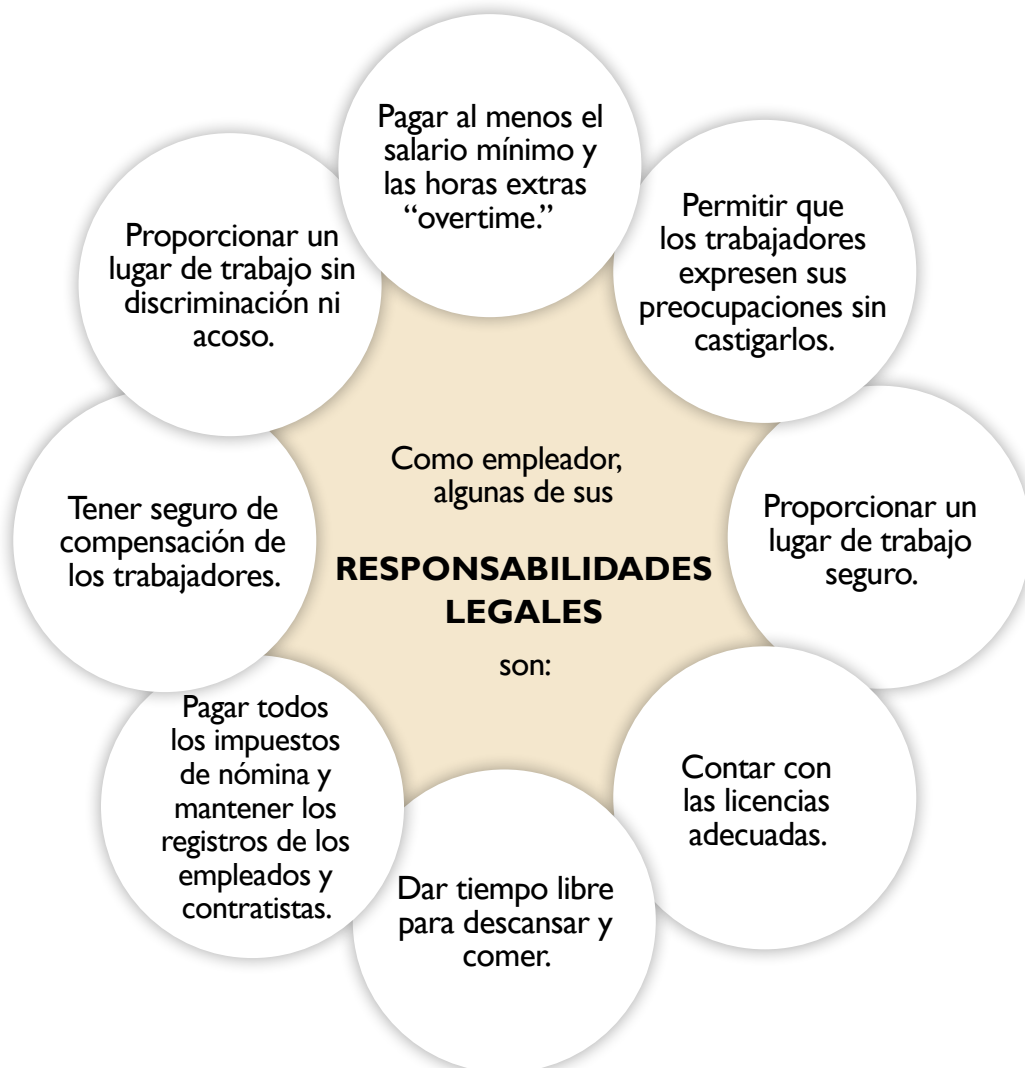 Como empleador,
algunas de sus
RESPONSABILIDADES
LEGALES
son:
Pagar al menos el
salario mínimo y
las horas extras
“overtime.”
Permitir que
los trabajadores
expresen sus
preocupaciones sin
castigarlos.
Proporcionar un
lugar de trabajo
seguro.
Contar con
las licencias
adecuadas.
Dar tiempo libre
para descansar y
comer.
Pagar todos
los impuestos
de nómina y
mantener los
registros de los
empleados y
contratistas.
Tener seguro de
compensación de
los trabajadores.
Proporcionar un
lugar de trabajo sin
discriminación ni
acoso.